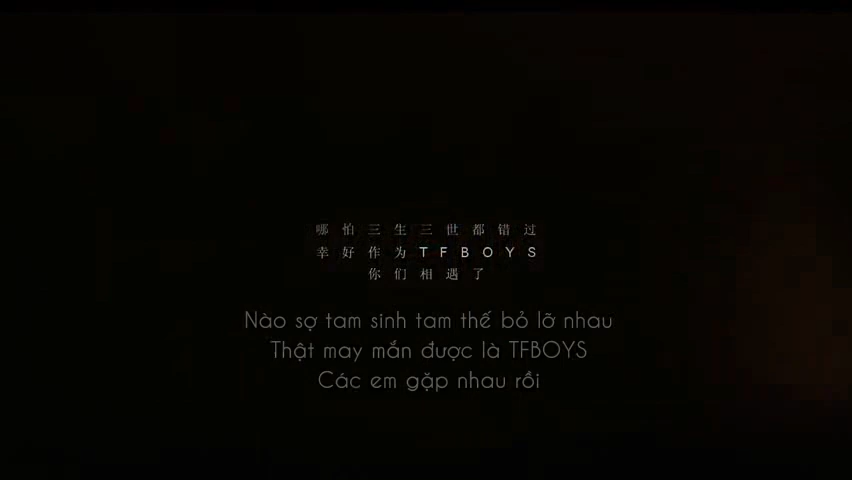 哪怕三生三世都错过
幸好作为TFBOYS
你们相遇了
Nào sợ tam sinh tam thế bỏ lỡ nhau
Thật may mắn được là TFBOYS
Các em gặp nhau rồi